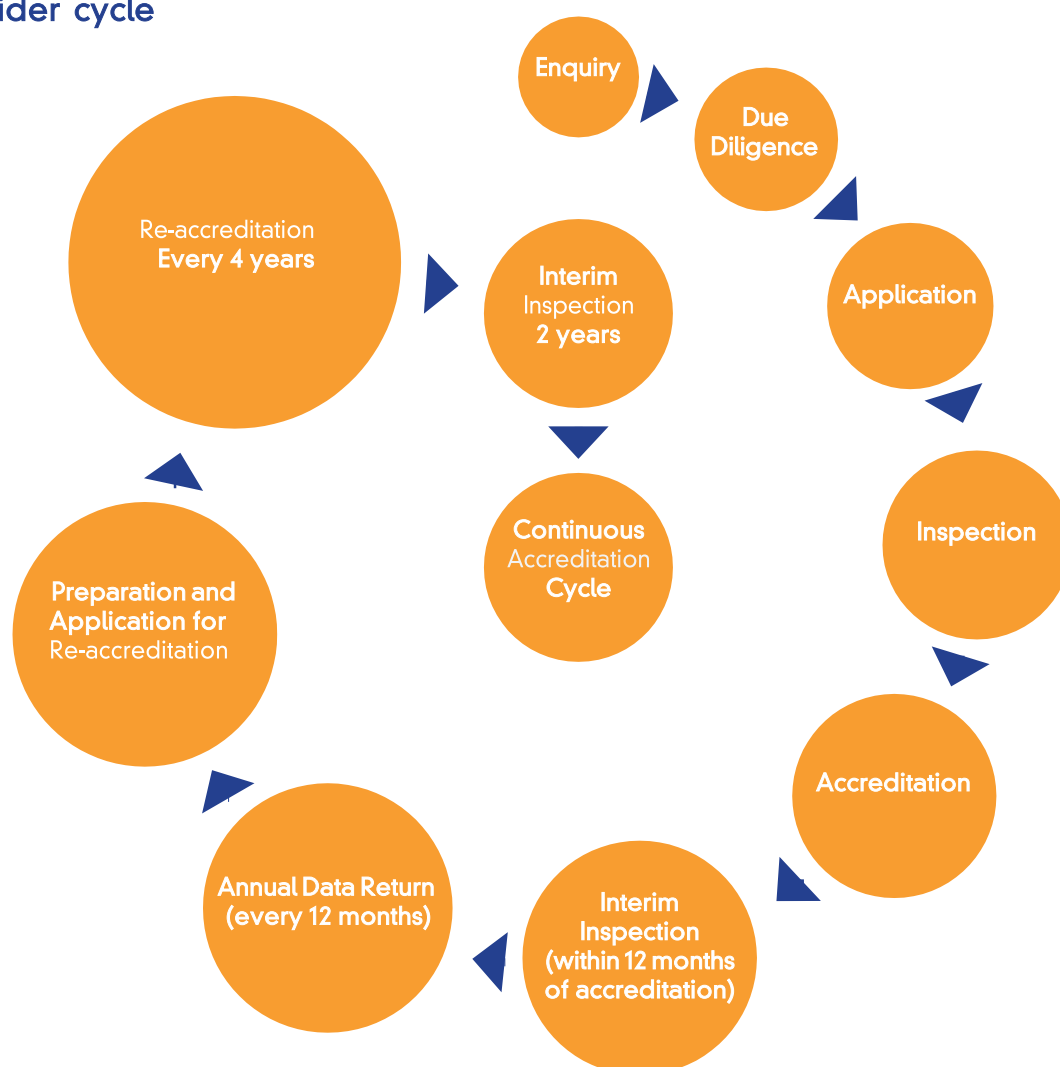 ider cycle
Enquiry
Due
Diligence
Application
Inspection
Accreditation
Interim
Inspection
(within 12 months
of accreditation)
Annual Data Return
(every 12 months)
Preparation and
Application for
Re-accreditation
Re-accreditation
Every 4 years
Interim
Inspection
2 years
Continuous
Accreditation
Cycle